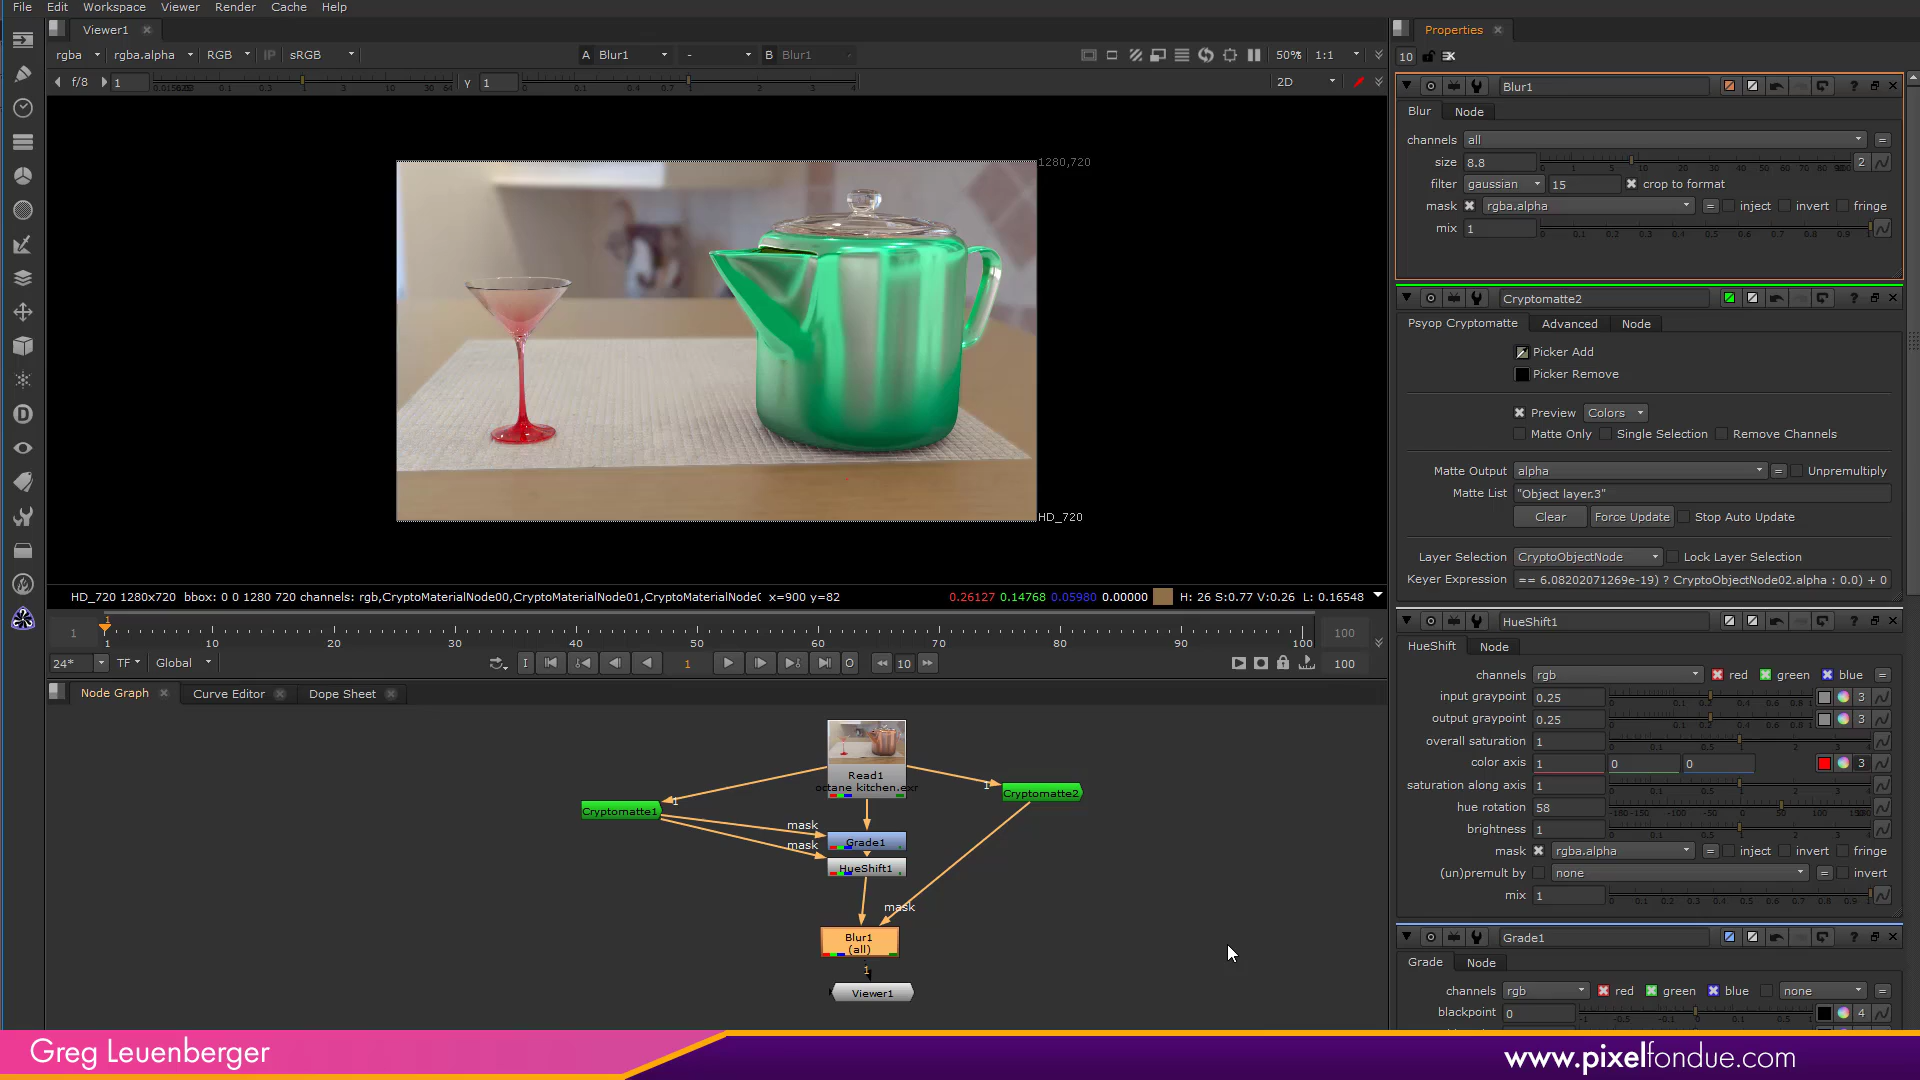 File Edit Workspace Viewer Render Cache Help
Viewer1
Properties
rgba rgba.alpha RGB IP sRGB A Blur1 - B Blur1 50% 1:1
10
f/8 1 γ 1 2D
Blur1
Blur Node
channels all
size 8.8 2
filter gaussian 15 crop to format
mask rgba.alpha = inject invert fringe
mix 1
1280,720
HD_720
Cryptomatte2
Psyop Cryptomatte Advanced Node
Picker Add
Picker Remove
Preview Colors
Matte Only Single Selection Remove Channels
Matte Output alpha = Unpremultiply
Matte List "Object layer.3"
Clear Force Update Stop Auto Update
Layer Selection CryptoObjectNode Lock Layer Selection
Keyer Expression == 6.08202071269e-19) ? CryptoObjectNode02.alpha : 0.0) + 0
HD_720 1280x720 bbox: 0 0 1280 720 channels: rgb,CryptoMaterialNode00,CryptoMaterialNode01,CryptoMaterialNode( x=900 y=82 0.26127 0.14768 0.05980 0.00000 H: 26 S:0.77 V:0.26 L: 0.16548
1 1 10 20 30 40 50 60 70 80 90 100 100
24* TF Global I 1 O 10 100
HueShift1
HueShift Node
channels rgb red green blue =
input graypoint 0.25 3
output graypoint 0.25 3
overall saturation 1
color axis 1 0 0 3
saturation along axis 1
hue rotation 58
brightness 1
mask rgba.alpha = inject invert fringe
(un)premult by none = invert
mix 1
Node Graph Curve Editor Dope Sheet
Read1
octane kitchen.exr
Cryptomatte1
1
Cryptomatte2
1
mask
mask
Grade1
HueShift1
mask
Blur1
(all)
1
Viewer1
Grade1
Grade Node
channels rgb red green blue none =
blackpoint 0 4
Greg Leuenberger
www.pixelfondue.com